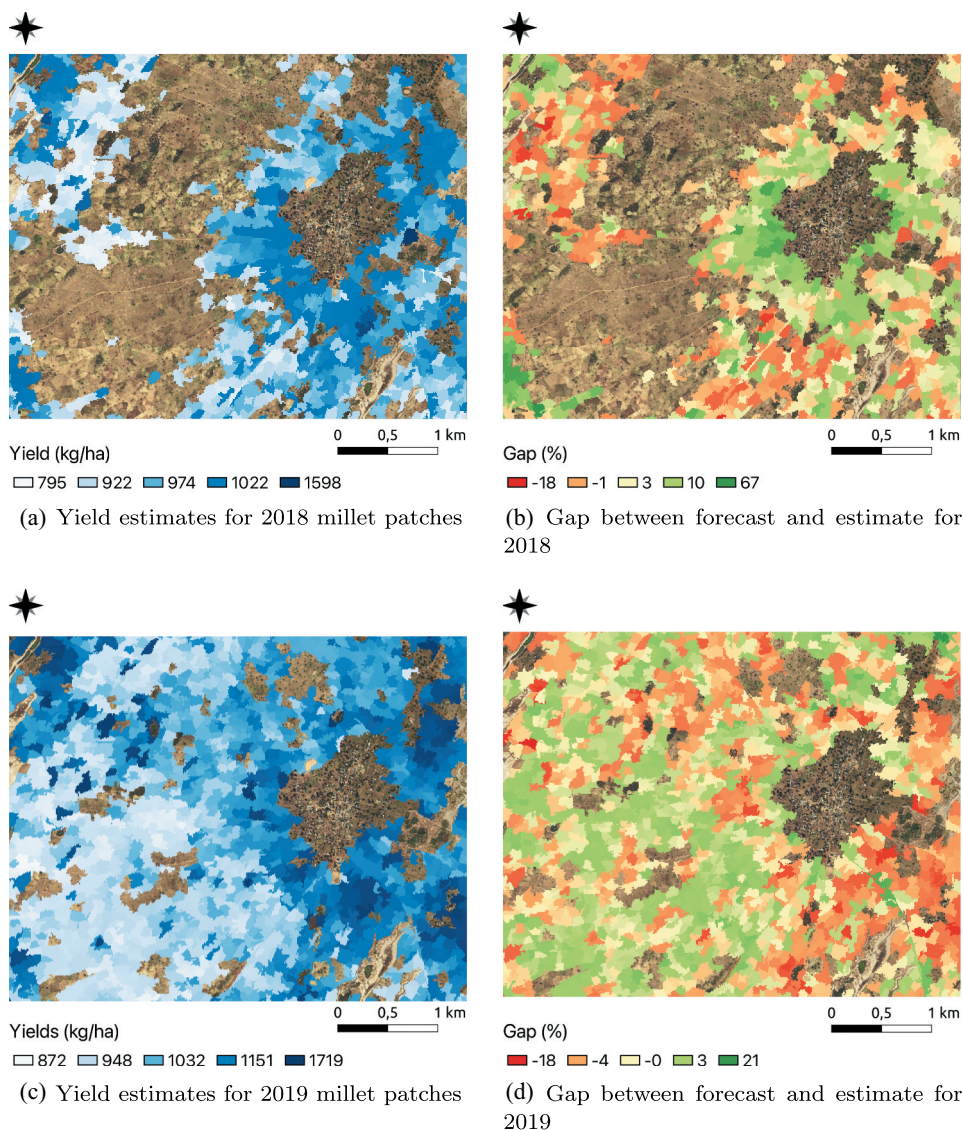 0 0,5 1 km
Yield (kg/ha)
795 922 974 1022 1598
(a) Yield estimates for 2018 millet patches
0 0,5 1 km
Gap (%)
-18 -1 3 10 67
(b) Gap between forecast and estimate for
2018
0 0,5 1 km
Yields (kg/ha)
872 948 1032 1151 1719
(c) Yield estimates for 2019 millet patches
0 0,5 1 km
Gap (%)
-18 -4 -0 3 21
(d) Gap between forecast and estimate for
2019